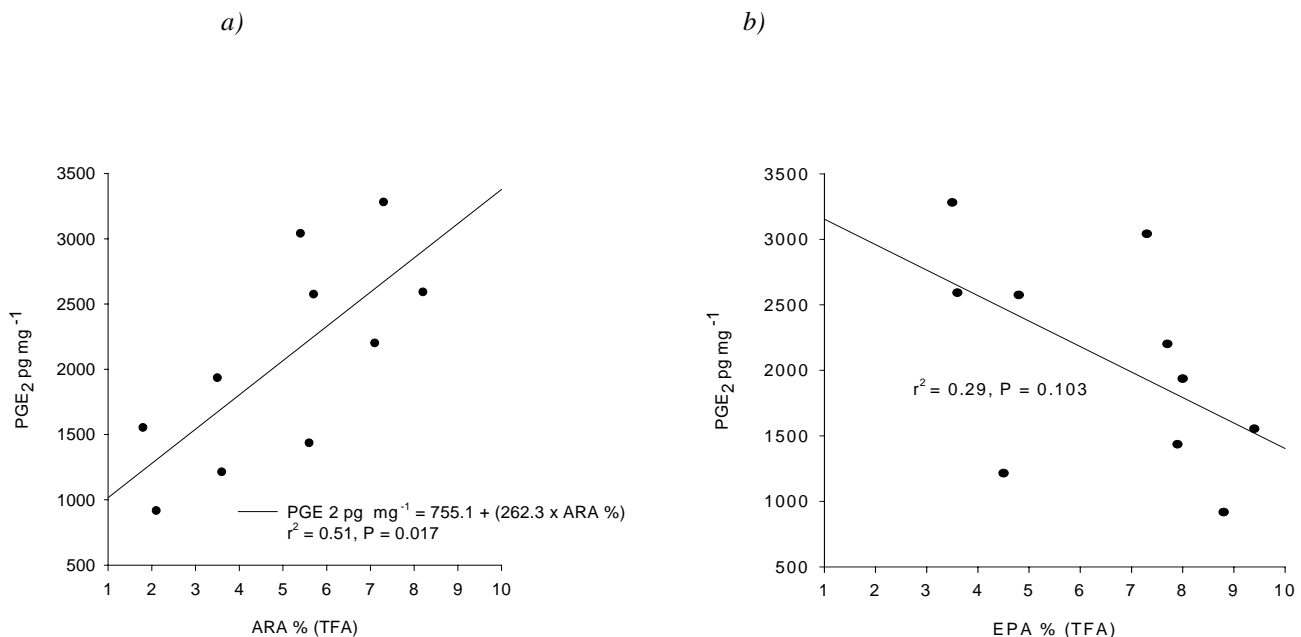 a)
3500
3000
2500
2000
1500
1000
500
PGE2 pg mg-1
1 2 3 4 5 6 7 8 9 10
ARA % (TFA)
PGE 2 pg mg-1 = 755.1 + (262.3 x ARA %)
r2 = 0.51, P = 0.017
b)
3500
3000
2500
2000
1500
1000
500
PGE2 pg mg-1
1 2 3 4 5 6 7 8 9 10
EPA % (TFA)
r2 = 0.29, P = 0.103